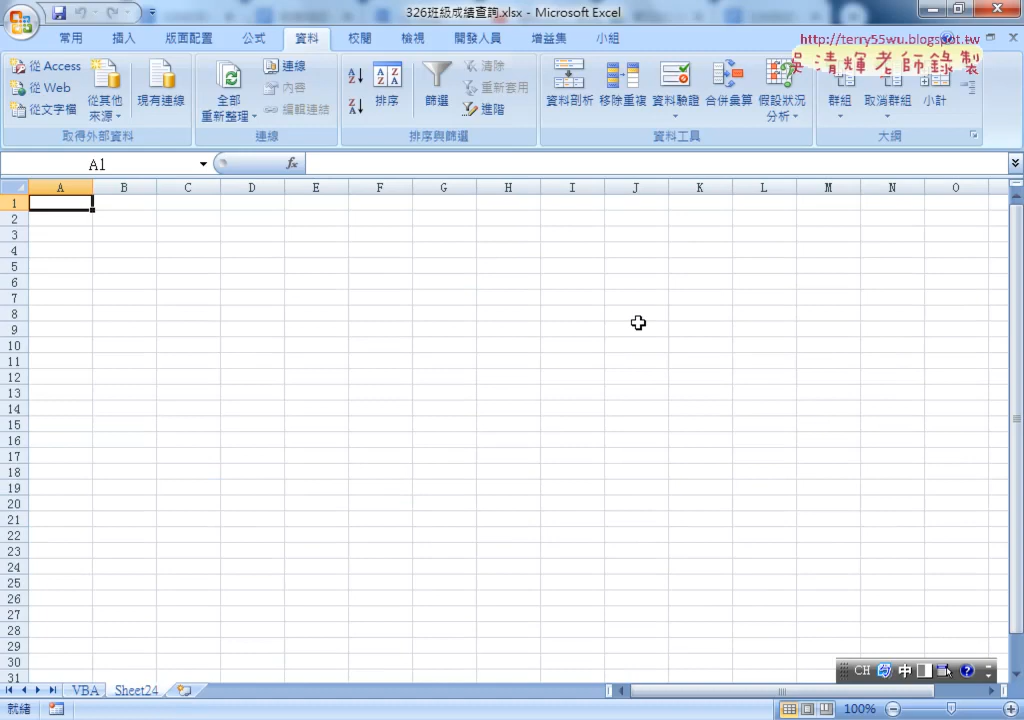 326班級成績查詢.xlsx - Microsoft Excel
http://terry55wu.blogspot.tw
吳清輝老師錄製
常用 插入 版面配置 公式 資料 校閱 檢視 開發人員 增益集 小組
從 Access
從 Web
從文字檔
從其他來源
現有連線
取得外部資料
全部重新整理
連線
內容
編輯連結
連線
排序
篩選
清除
重新套用
進階
排序與篩選
資料剖析 移除重複 資料驗證 合併彙算 假設狀況分析
資料工具
群組 取消群組 小計
大綱
A1 fx
A B C D E F G H I J K L M N O
1
2
3
4
5
6
7
8
9
10
11
12
13
14
15
16
17
18
19
20
21
22
23
24
25
26
27
28
29
30
31
CH 中
VBA Sheet24
就緒 100%